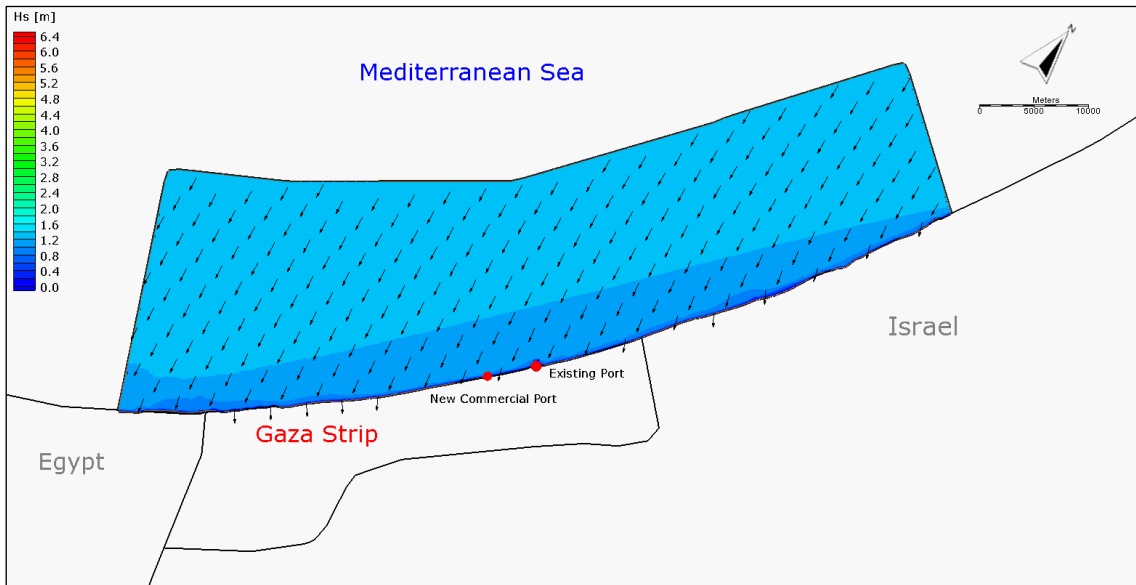 Hs [m]
6.4
6.0
5.6
5.2
4.8
4.4
4.0
3.6
3.2
2.8
2.4
2.0
1.6
1.2
0.8
0.4
0.0
Mediterranean Sea
N
Meters
0 5000 10000
Israel
Existing Port
New Commercial Port
Gaza Strip
Egypt